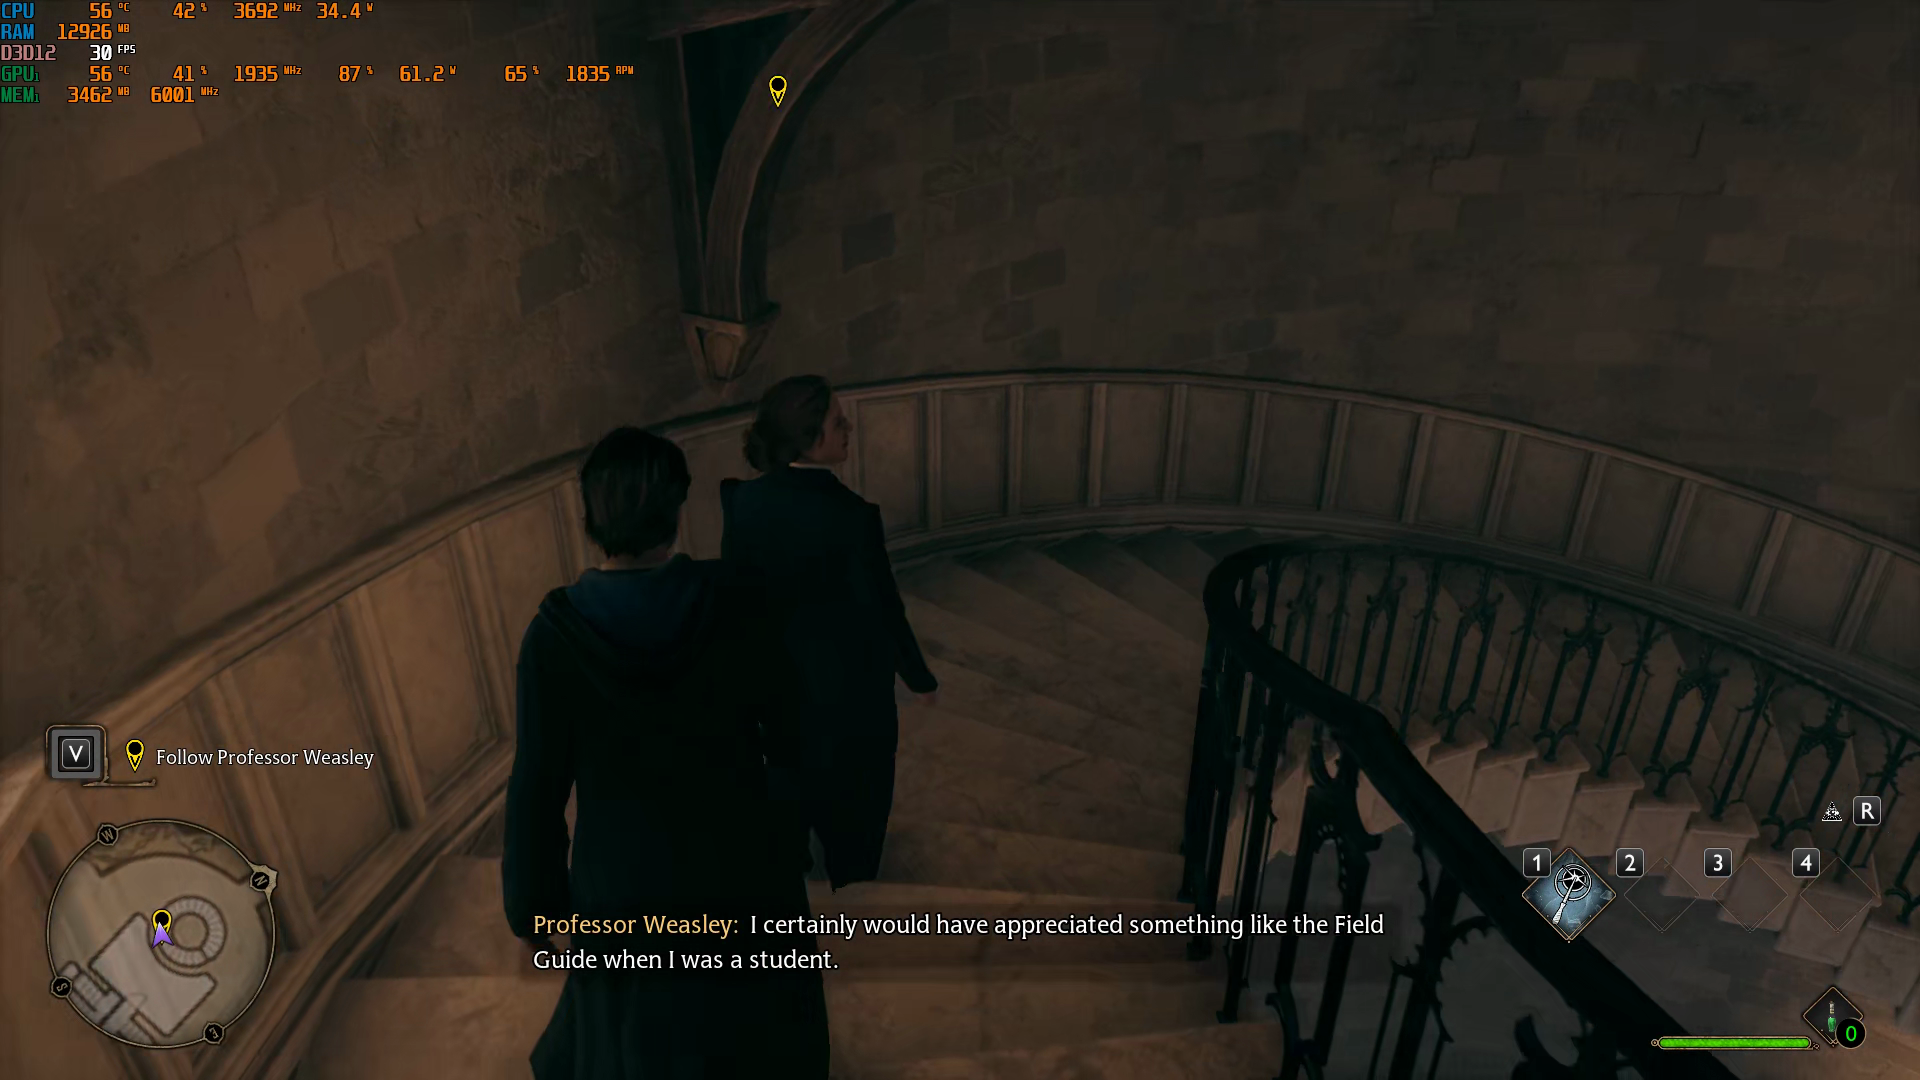 CPU 56 °C 42 % 3692 MHz 34.4 W
RAM 12926 MB
D3D12 30 FPS
GPU1 56 °C 41 % 1935 MHz 87 % 61.2 W 65 % 1835 RPM
MEM1 3462 MB 6001 MHz
V Follow Professor Weasley
W
N
S
E
R
1 2 3 4
Professor Weasley: I certainly would have appreciated something like the Field
Guide when I was a student.
0